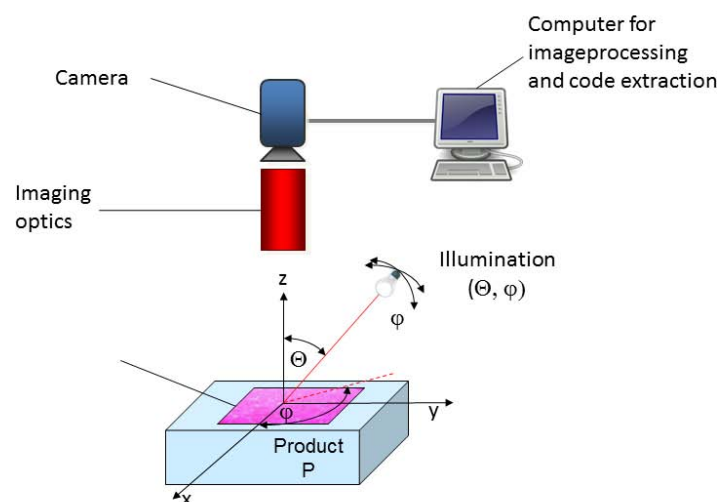 Computer for
imageprocessing
and code extraction
Camera
Imaging
optics
Illumination
(Θ, φ)
z
φ
Θ
φ
y
Product
P
x